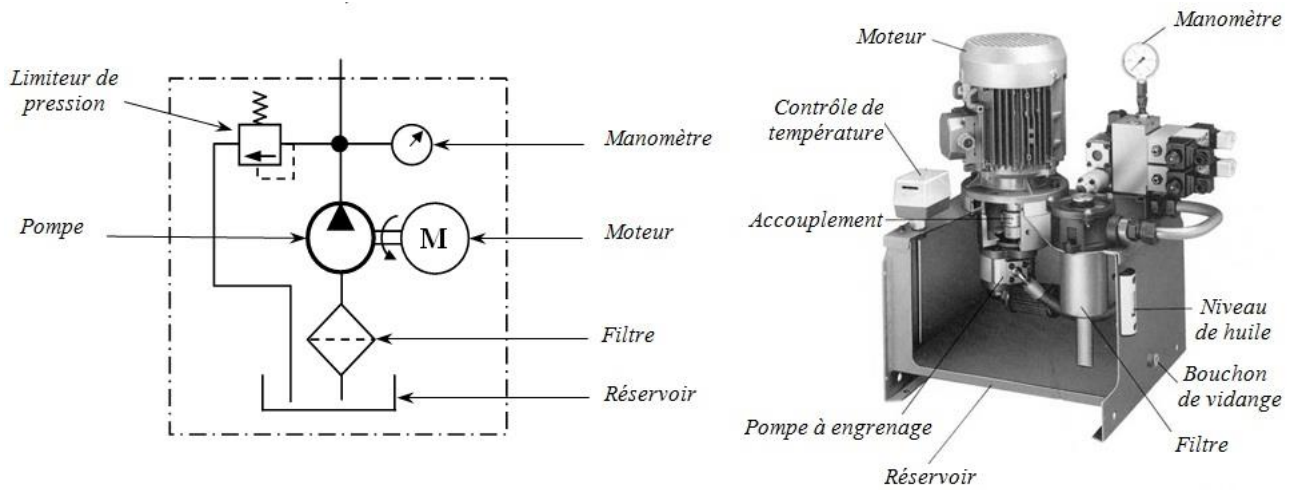 Limiteur de
pression
Pompe
Manomètre
M
Moteur
Filtre
Réservoir
Manomètre
Moteur
Contrôle de
température
Accouplement
Niveau
de huile
Bouchon
de vidange
Pompe à engrenage
Filtre
Réservoir